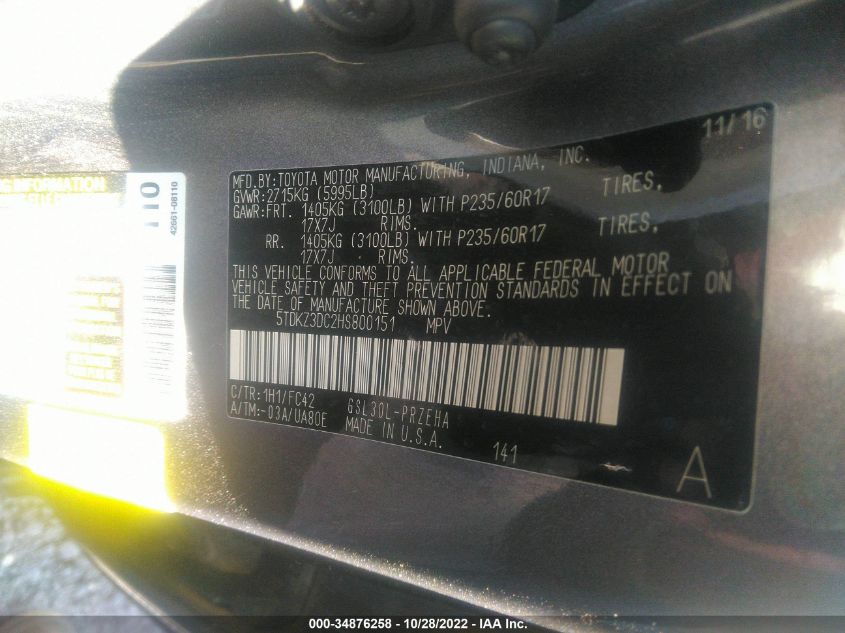 11/16
MFD.BY:TOYOTA MOTOR MANUFACTURING, INDIANA, INC.
GVWR:2715KG (5995LB)
GAWR:FRT. 1405KG (3100LB) WITH P235/60R17 TIRES,
17X7J RIMS.
RR. 1405KG (3100LB) WITH P235/60R17 TIRES,
17X7J RIMS.
THIS VEHICLE CONFORMS TO ALL APPLICABLE FEDERAL MOTOR
VEHICLE SAFETY AND THEFT PREVENTION STANDARDS IN EFFECT ON
THE DATE OF MANUFACTURE SHOWN ABOVE.
5TDKZ3DC2HS800151 MPV
C/TR:1H1/FC42 GSL30L-PRZEHA
A/TM:-03A/UA80E MADE IN U.S.A.
141
A
INFORMATION
110
42661-08110
000-34876258 - 10/28/2022 - IAA Inc.